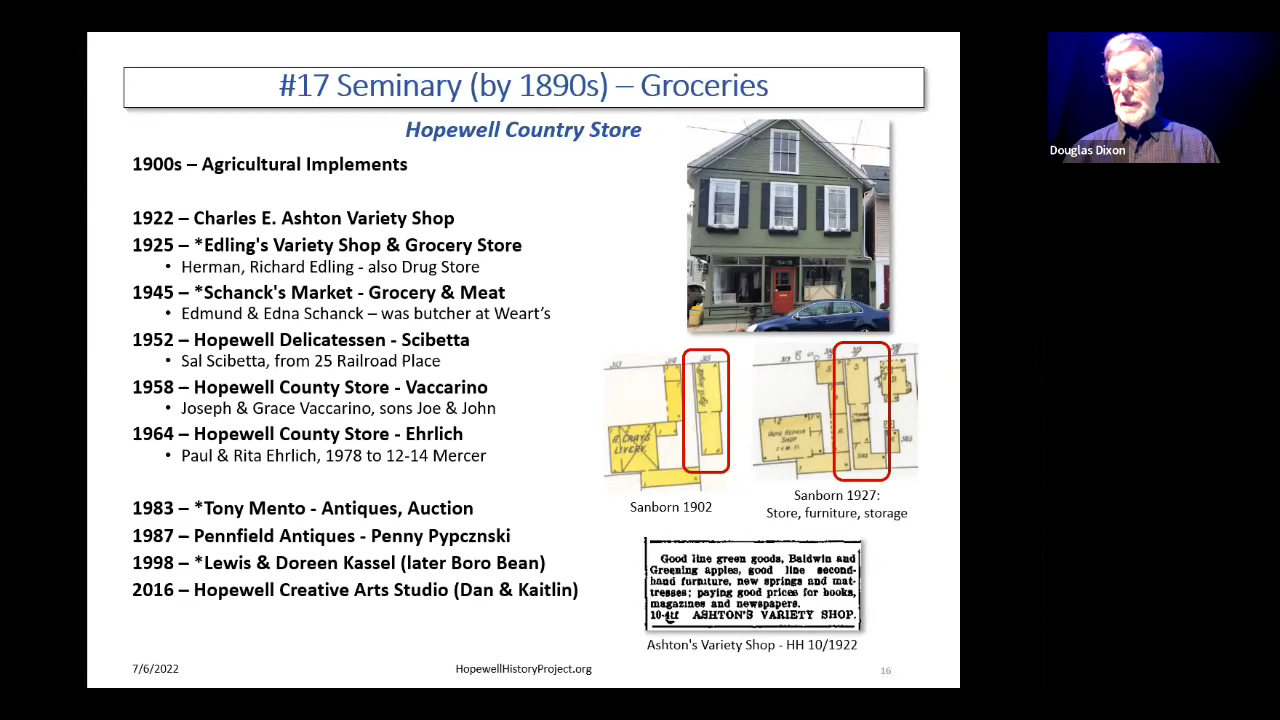 #17 Seminary (by 1890s) – Groceries
Hopewell Country Store
1900s – Agricultural Implements
1922 – Charles E. Ashton Variety Shop
1925 – *Edling's Variety Shop & Grocery Store
• Herman, Richard Edling - also Drug Store
1945 – *Schanck's Market - Grocery & Meat
• Edmund & Edna Schanck – was butcher at Weart's
1952 – Hopewell Delicatessen - Scibetta
• Sal Scibetta, from 25 Railroad Place
1958 – Hopewell County Store - Vaccarino
• Joseph & Grace Vaccarino, sons Joe & John
1964 – Hopewell County Store - Ehrlich
• Paul & Rita Ehrlich, 1978 to 12-14 Mercer
1983 – *Tony Mento - Antiques, Auction
1987 – Pennfield Antiques - Penny Pypcznski
1998 – *Lewis & Doreen Kassel (later Boro Bean)
2016 – Hopewell Creative Arts Studio (Dan & Kaitlin)
LIVERY.
AUTO REPAIR
SHOP
Sanborn 1902
Sanborn 1927:
Store, furniture, storage
Good line green goods, Baldwin and
Greening apples, good line second-
hand furniture, new springs and mat-
tresses; paying good prices for books,
magazines and newspapers.
ASHTON'S VARIETY SHOP.
Ashton's Variety Shop - HH 10/1922
7/6/2022
HopewellHistoryProject.org
16
Douglas Dixon